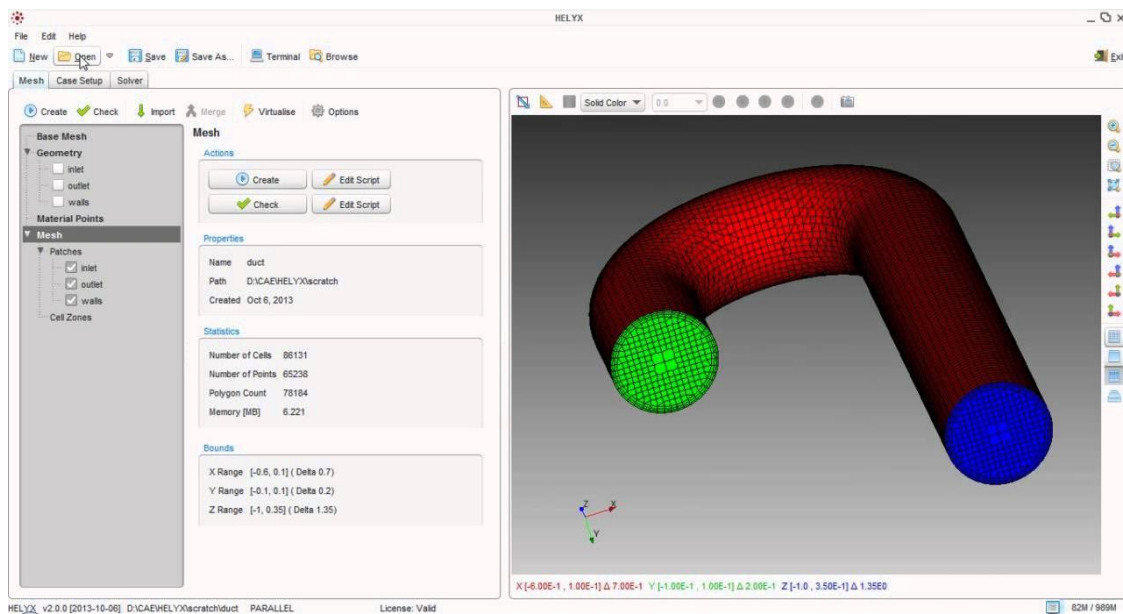 HELYX
File Edit Help
New Open Save Save As... Terminal Browse Exi
Mesh Case Setup Solver
Create Check Import Merge Virtualise Options
Solid Color 0.0
Base Mesh
Geometry
inlet
outlet
walls
Material Points
Mesh
Patches
inlet
outlet
walls
Cell Zones
Mesh
Actions
Create Edit Script
Check Edit Script
Properties
Name duct
Path D:\CAE\HELYX\scratch
Created Oct 6, 2013
Statistics
Number of Cells 86131
Number of Points 65238
Polygon Count 78184
Memory [MB] 6.221
Bounds
X Range [-0.6, 0.1] ( Delta 0.7)
Y Range [-0.1, 0.1] ( Delta 0.2)
Z Range [-1, 0.35] ( Delta 1.35)
Z X
Y
X [-6.00E-1 , 1.00E-1] Δ 7.00E-1 Y [-1.00E-1 , 1.00E-1] Δ 2.00E-1 Z [-1.0 , 3.50E-1] Δ 1.35E0
HELYX v2.0.0 [2013-10-06] D:\CAE\HELYX\scratch\duct PARALLEL License: Valid 82M / 989M